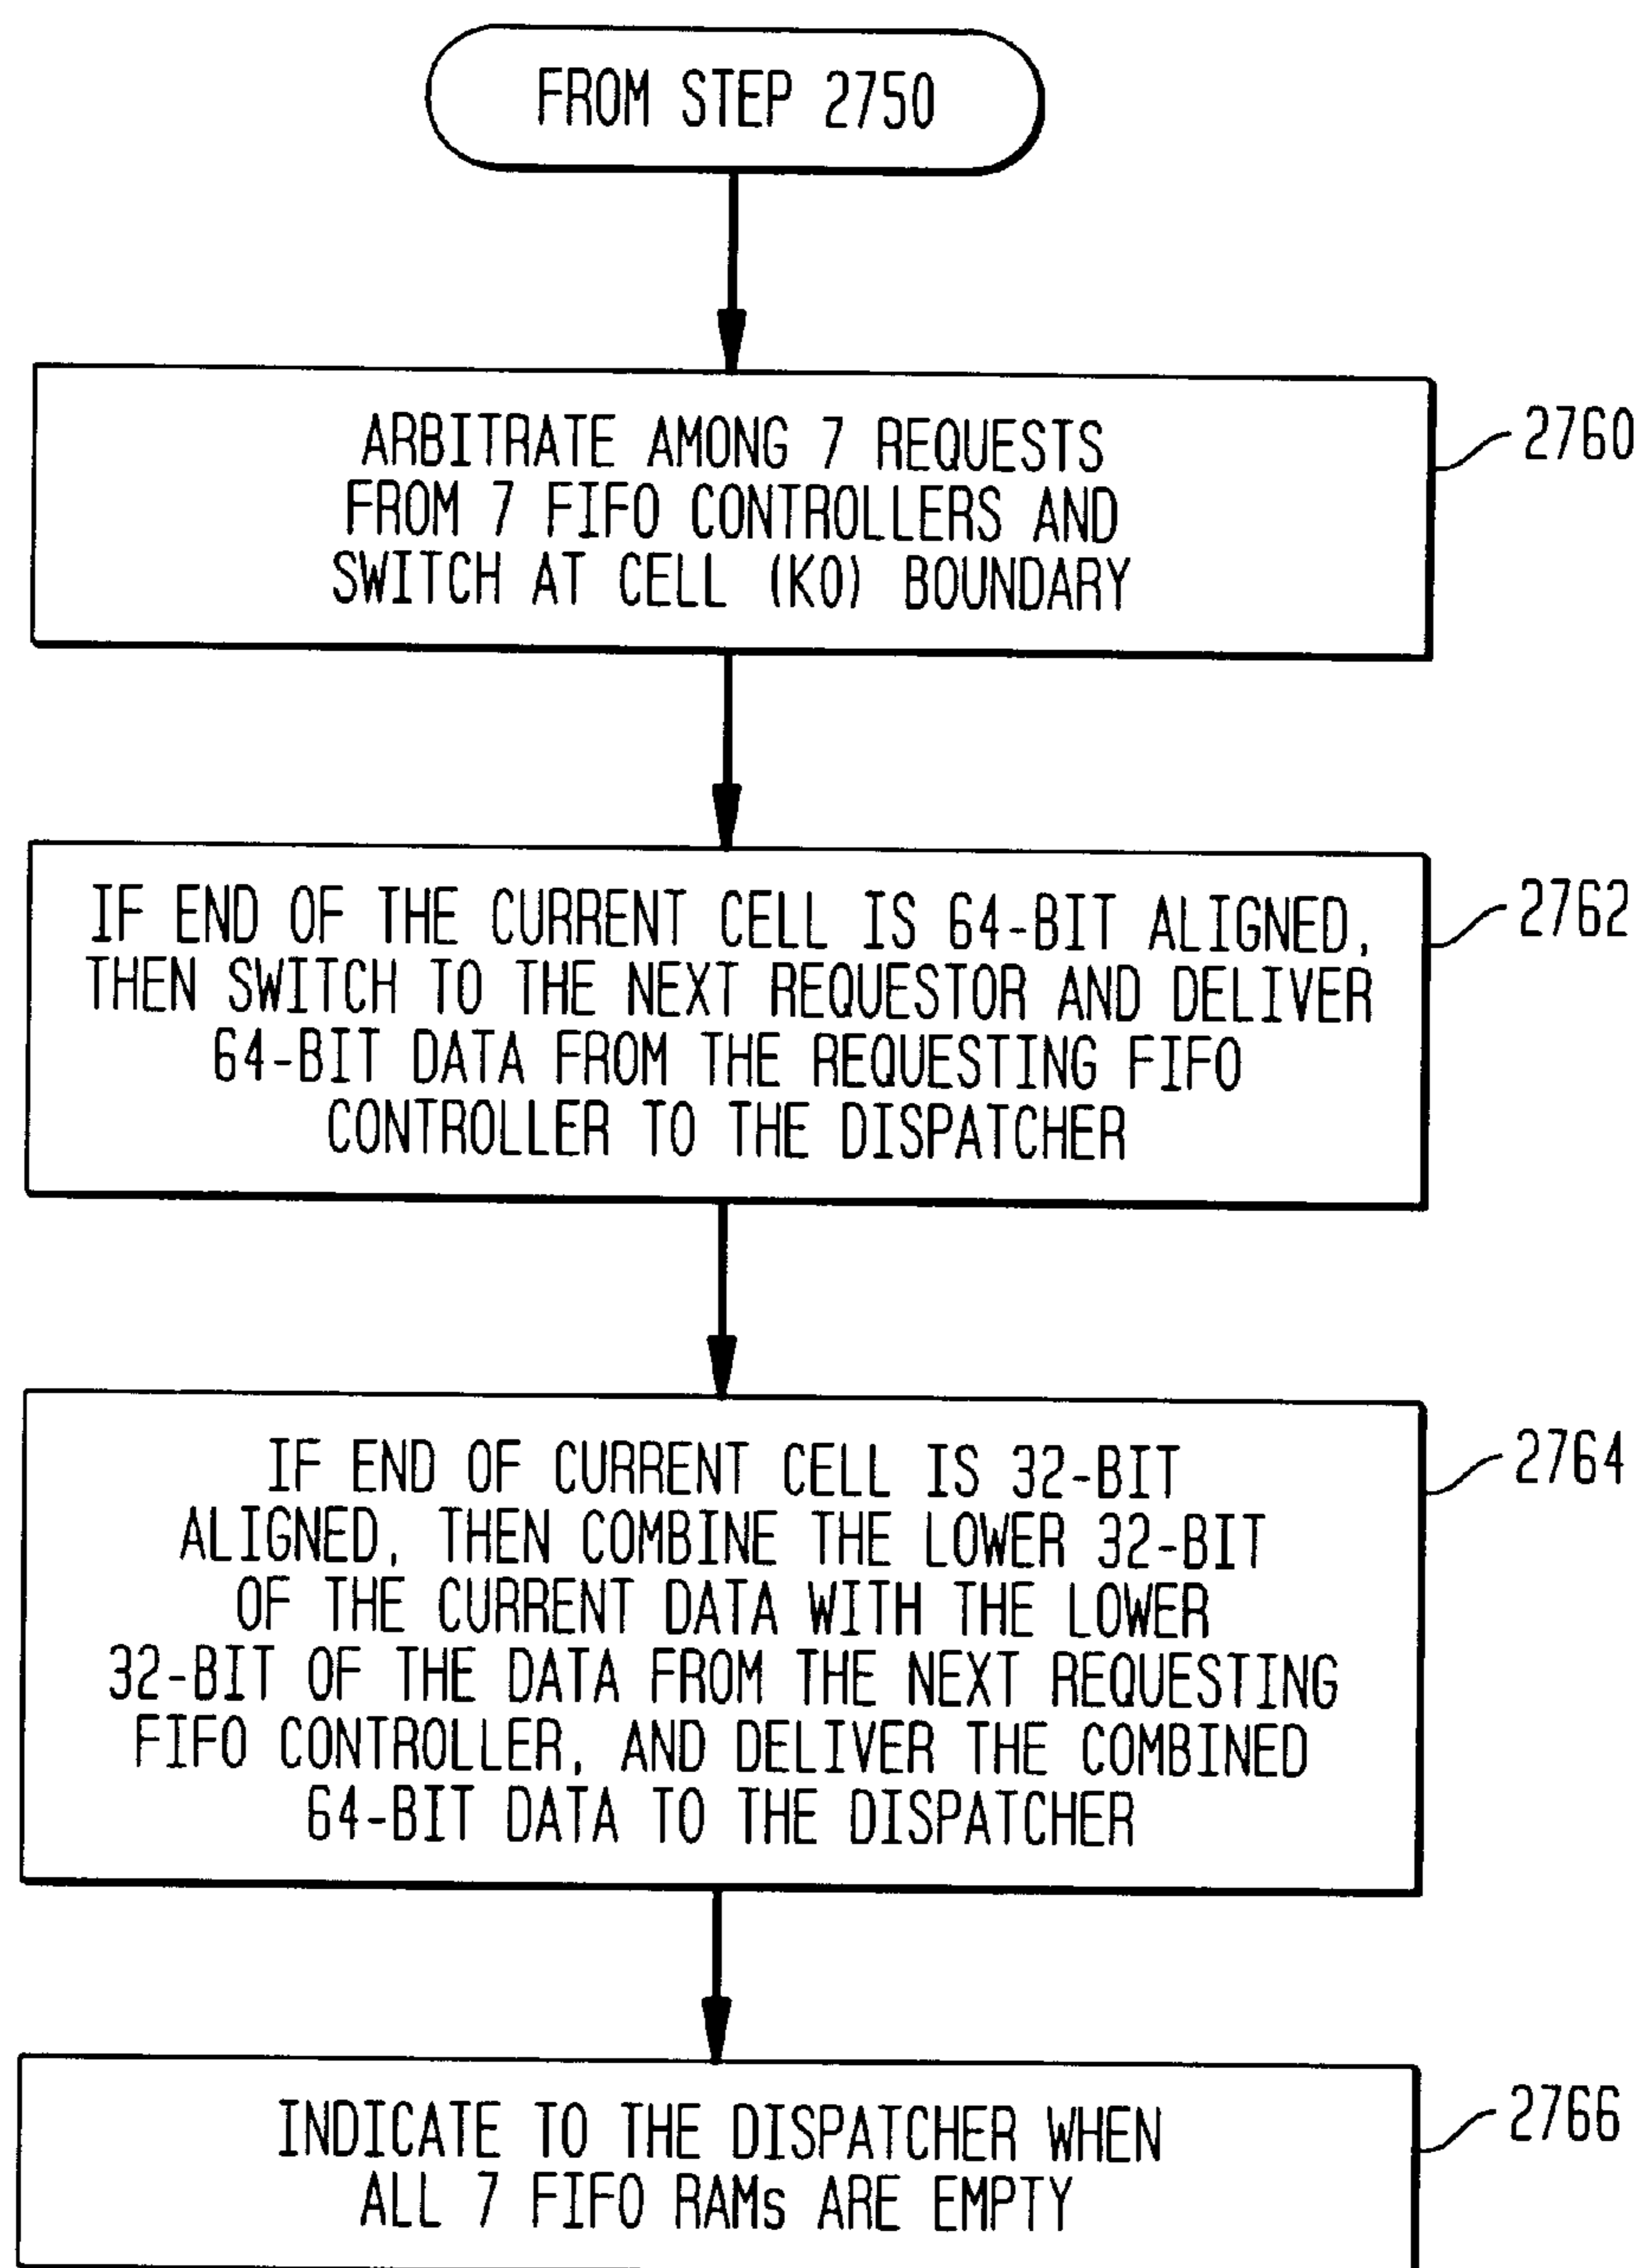 FROM STEP 2750
ARBITRATE AMONG 7 REQUESTS
FROM 7 FIFO CONTROLLERS AND
SWITCH AT CELL (K0) BOUNDARY
2760
IF END OF THE CURRENT CELL IS 64-BIT ALIGNED,
THEN SWITCH TO THE NEXT REQUESTOR AND DELIVER
64-BIT DATA FROM THE REQUESTING FIFO
CONTROLLER TO THE DISPATCHER
2762
IF END OF CURRENT CELL IS 32-BIT
ALIGNED, THEN COMBINE THE LOWER 32-BIT
OF THE CURRENT DATA WITH THE LOWER
32-BIT OF THE DATA FROM THE NEXT REQUESTING
FIFO CONTROLLER, AND DELIVER THE COMBINED
64-BIT DATA TO THE DISPATCHER
2764
INDICATE TO THE DISPATCHER WHEN
ALL 7 FIFO RAMs ARE EMPTY
2766